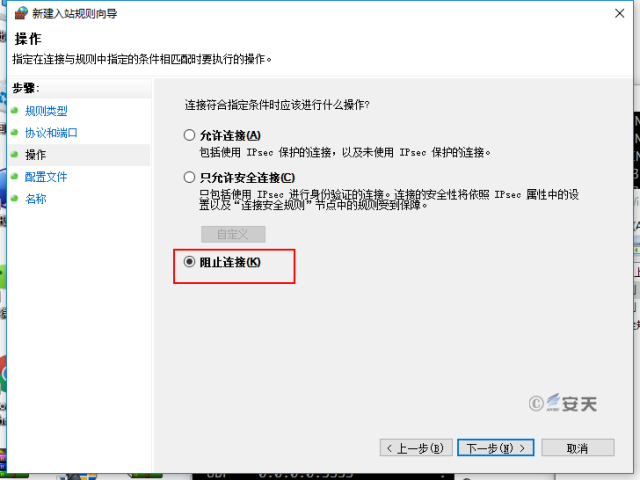 新建入站规则向导
操作
指定在连接与规则中指定的条件相匹配时要执行的操作。
步骤:
规则类型
协议和端口
操作
配置文件
名称
连接符合指定条件时应该进行什么操作?
允许连接(A)
包括使用 IPsec 保护的连接，以及未使用 IPsec 保护的连接。
只允许安全连接(C)
只包括使用 IPsec 进行身份验证的连接。连接的安全性将依照 IPsec 属性中的设
置以及“连接安全规则”节点中的规则受到保障。
自定义
阻止连接(K)
©安天
< 上一步(B)
下一步(N) >
取消